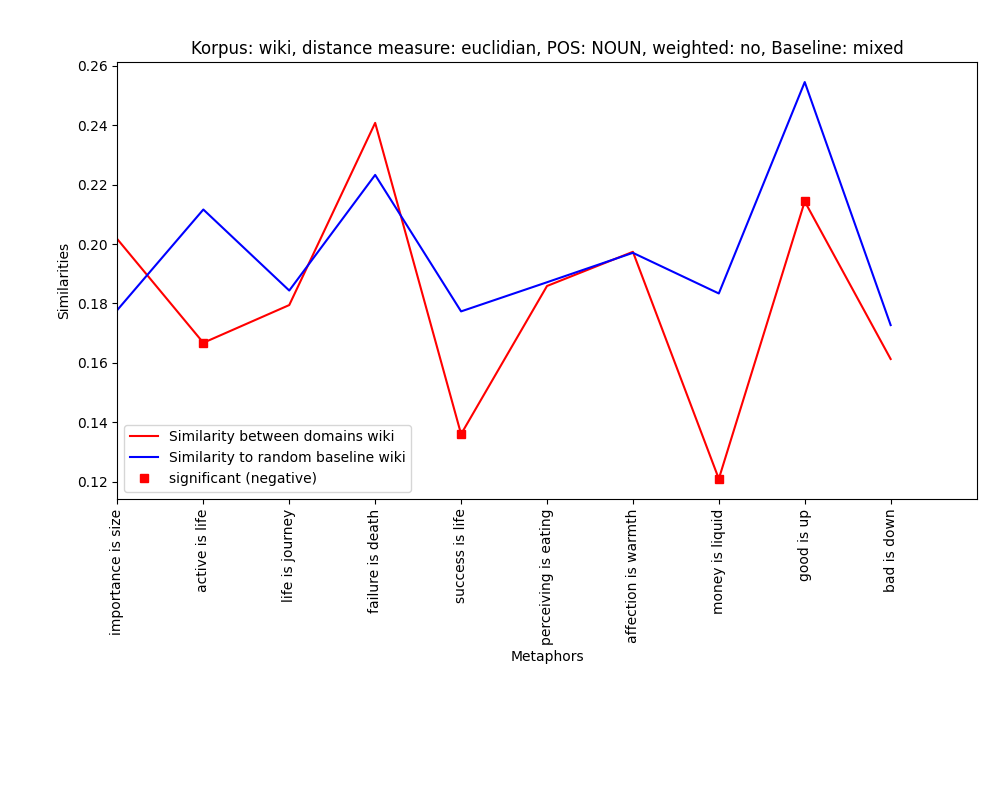 Korpus: wiki, distance measure: euclidian, POS: NOUN, weighted: no, Baseline: mixed
Similarities
0.26
0.24
0.22
0.20
0.18
0.16
0.14
0.12
Similarity between domains wiki
Similarity to random baseline wiki
significant (negative)
importance is size
active is life
life is journey
failure is death
success is life
perceiving is eating
affection is warmth
money is liquid
good is up
bad is down
Metaphors